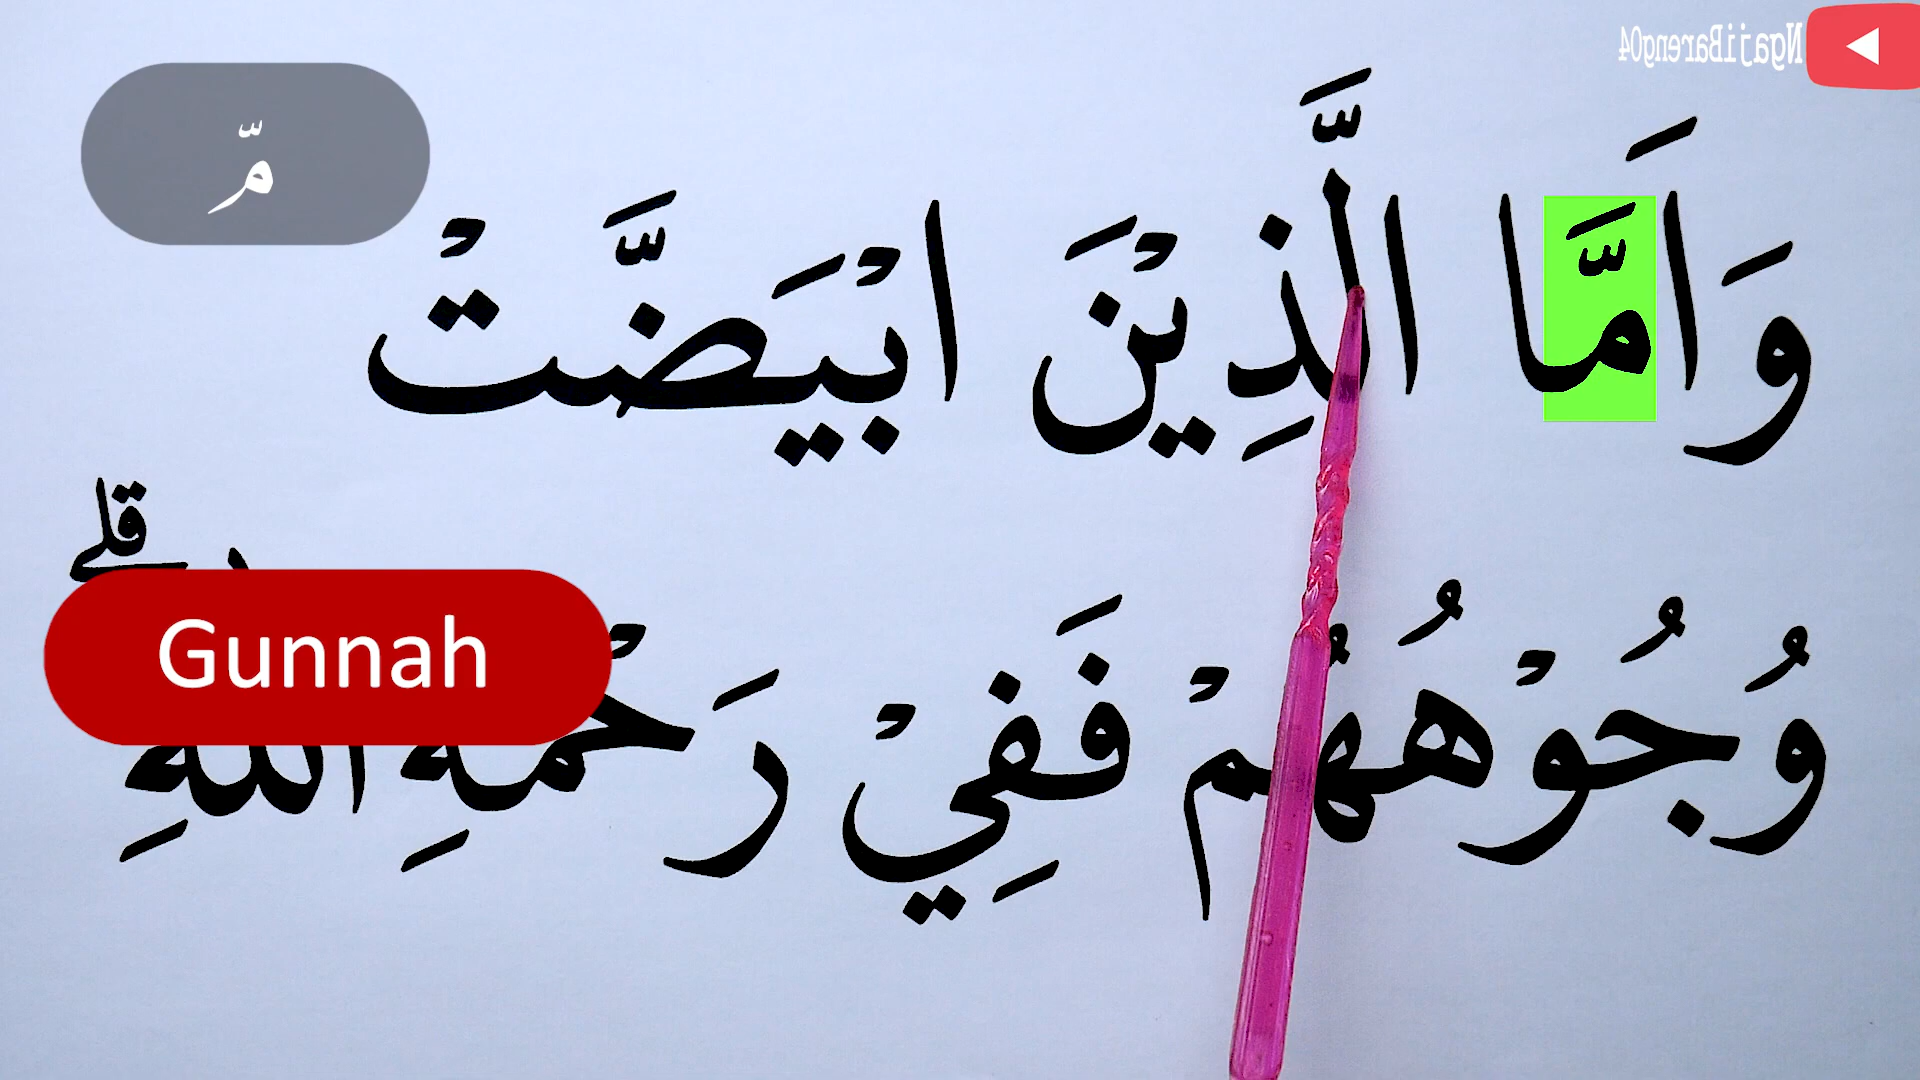 NgajiBareng04
مّ
وَاَمَّا الَّذِيْنَ ابْيَضَّتْ
قلے
وُجُوْهُهُمْ فَفِيْ رَحْمَةِ اللهِ
Gunnah